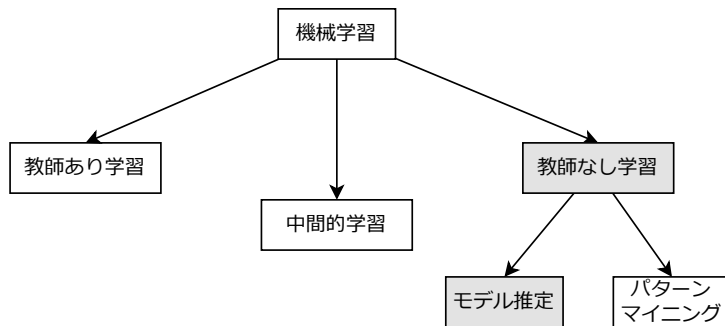 機械学習
教師あり学習
教師なし学習
中間的学習
モデル推定
パターン
マイニング